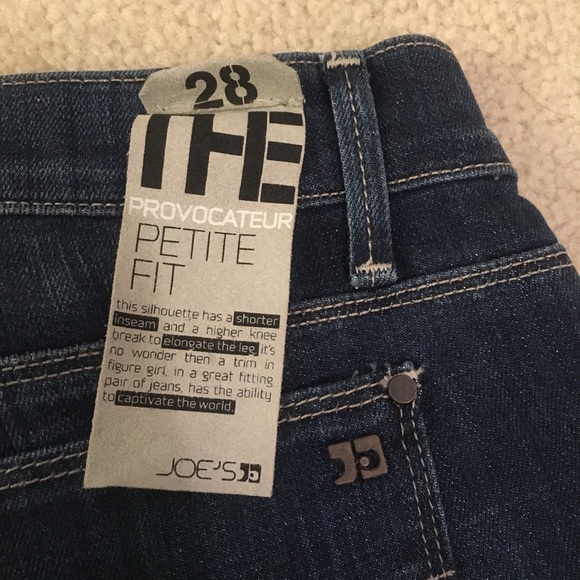 28
THE
PROVOCATEUR
PETITE
FIT
this silhouette has a shorter
inseam and a higher knee
break to elongate the leg, it's
no wonder then a trim in
figure girl, in a great fitting
pair of jeans, has the ability
to captivate the world.
JOE'S